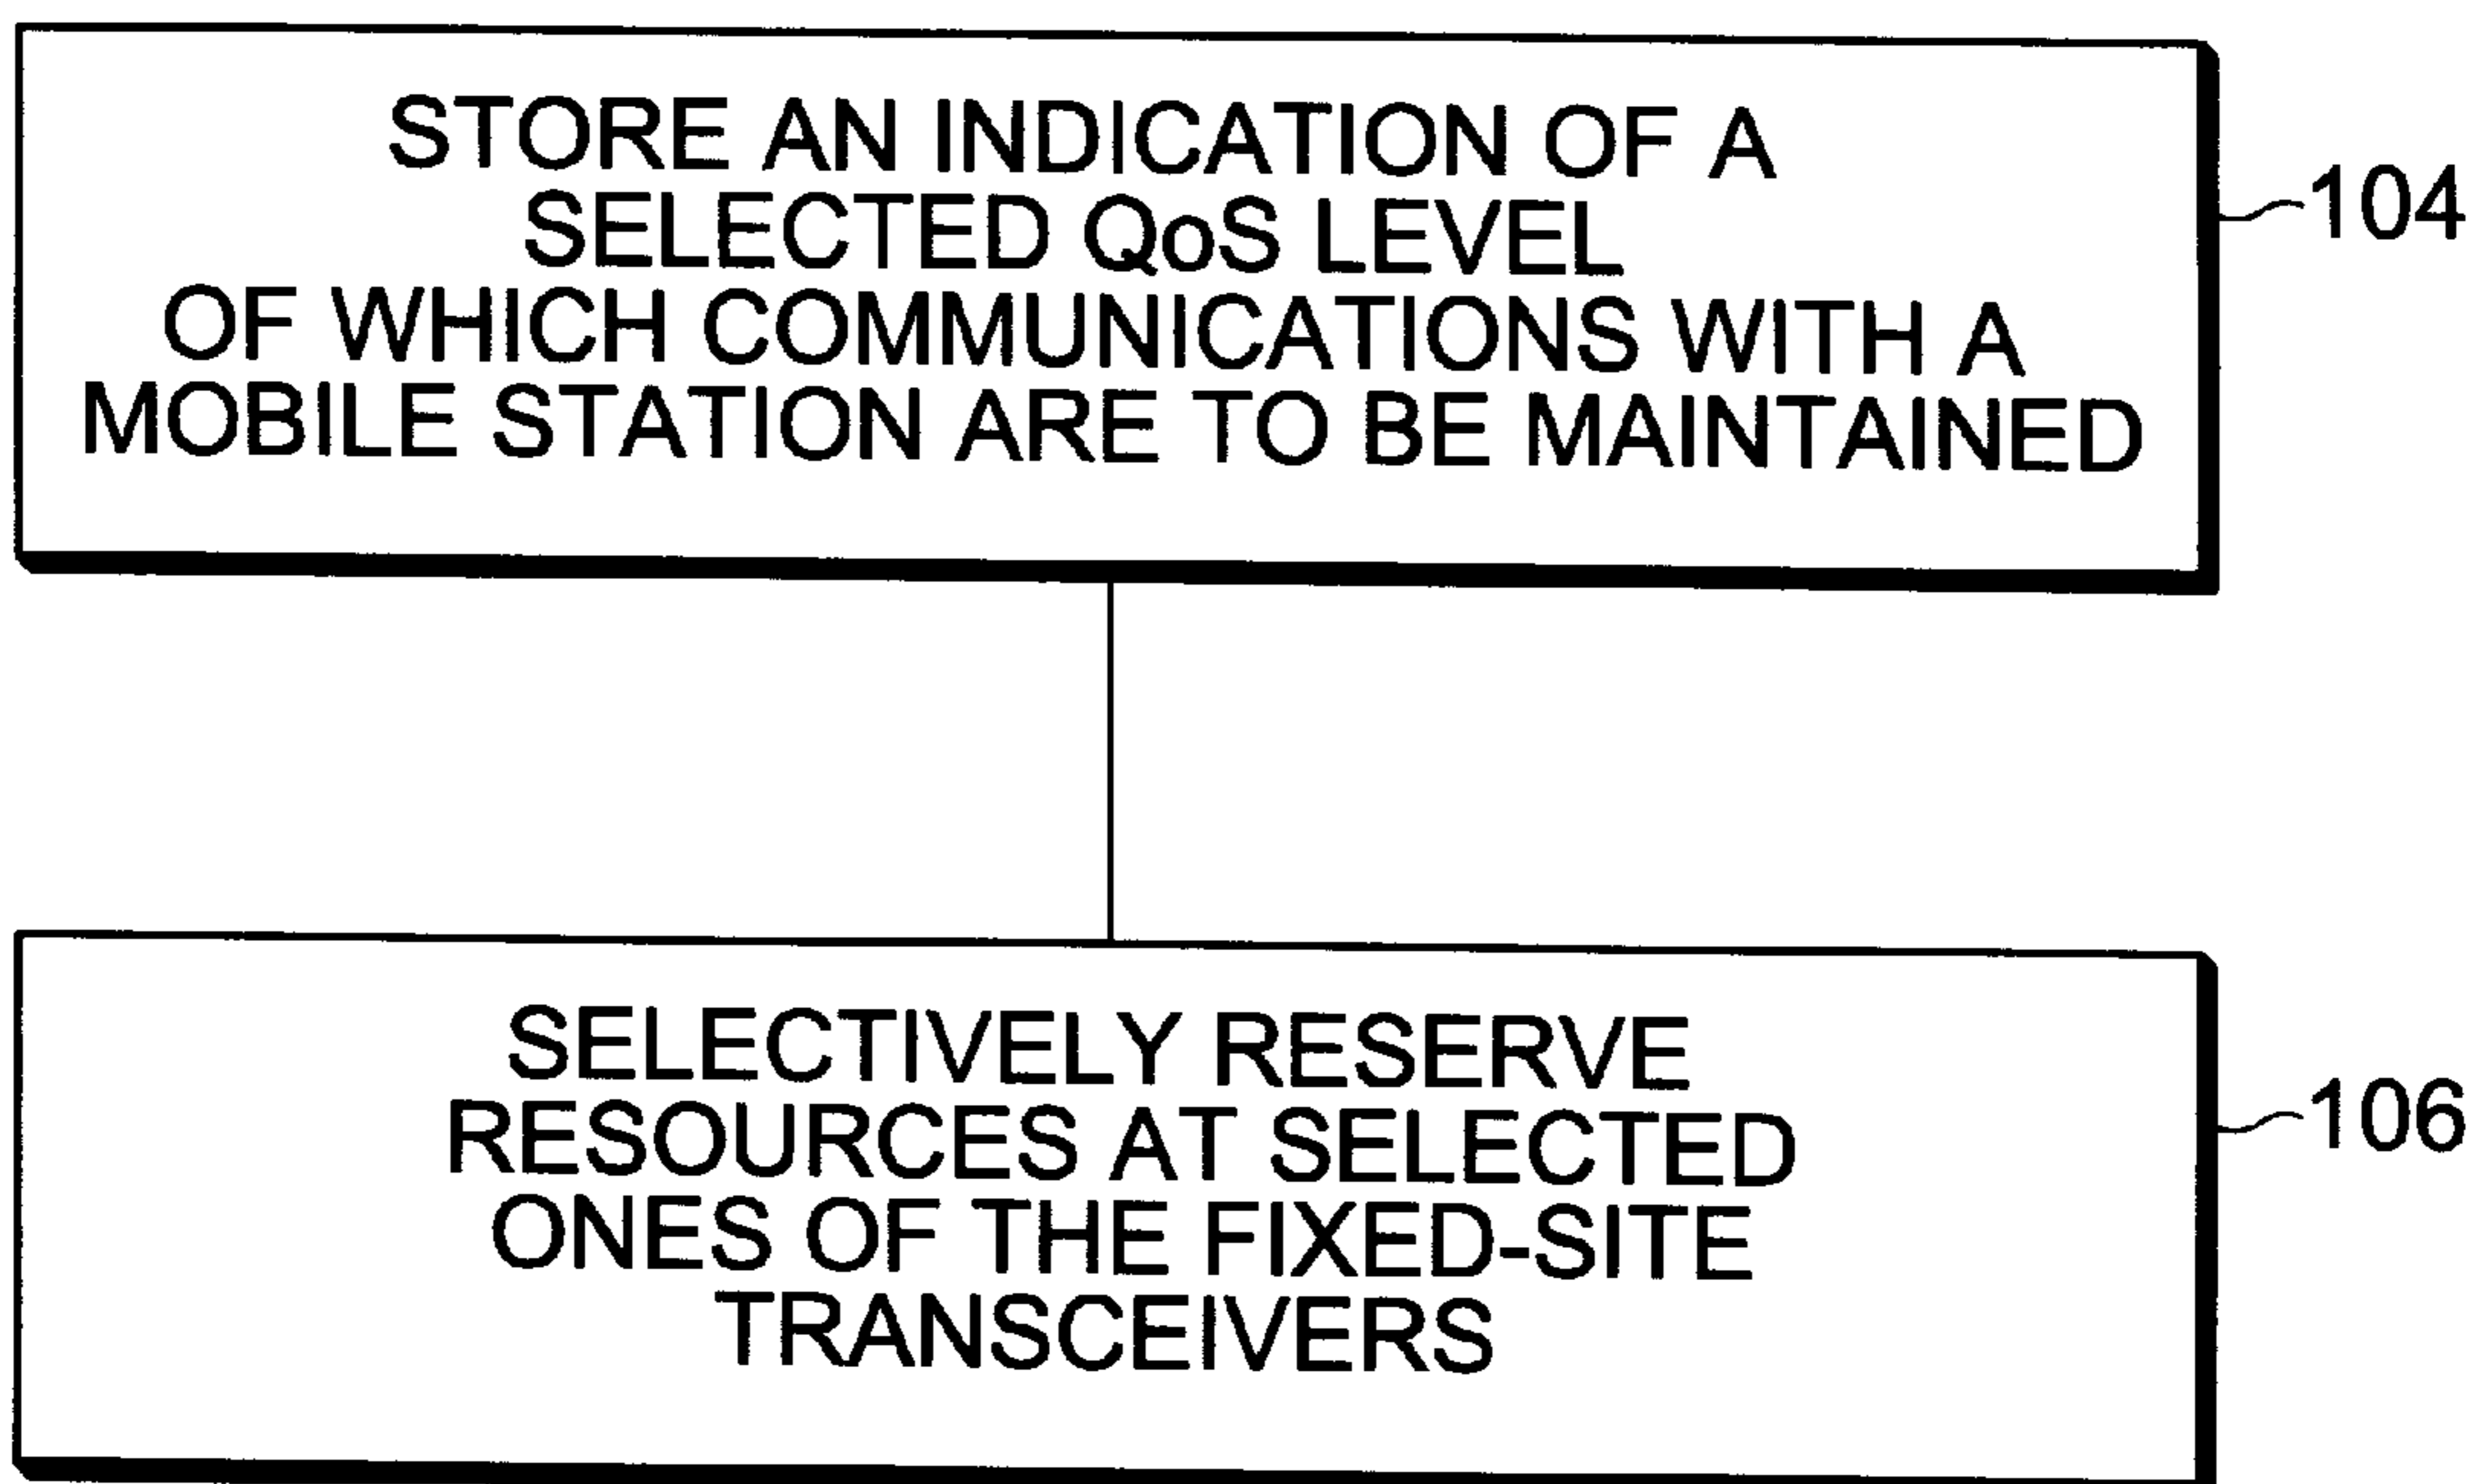 STORE AN INDICATION OF A
SELECTED QoS LEVEL
OF WHICH COMMUNICATIONS WITH A
MOBILE STATION ARE TO BE MAINTAINED
104
SELECTIVELY RESERVE
RESOURCES AT SELECTED
ONES OF THE FIXED-SITE
TRANSCEIVERS
106